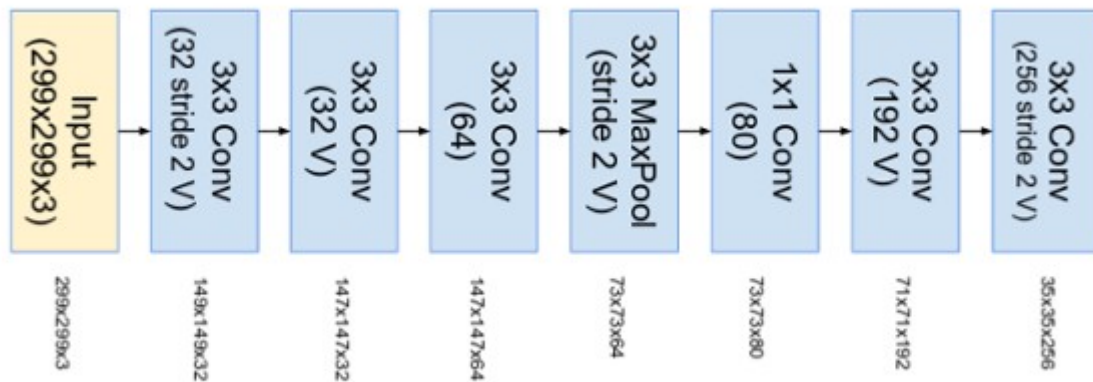 Input
(299x299x3)
3x3 Conv
(32 stride 2 V)
3x3 Conv
(32 V)
3x3 Conv
(64)
3x3 MaxPool
(stride 2 V)
1x1 Conv
(80)
3x3 Conv
(192 V)
3x3 Conv
(256 stride 2 V)
299x299x3
149x149x32
147x147x32
147x147x64
73x73x64
73x73x80
71x71x192
35x35x256